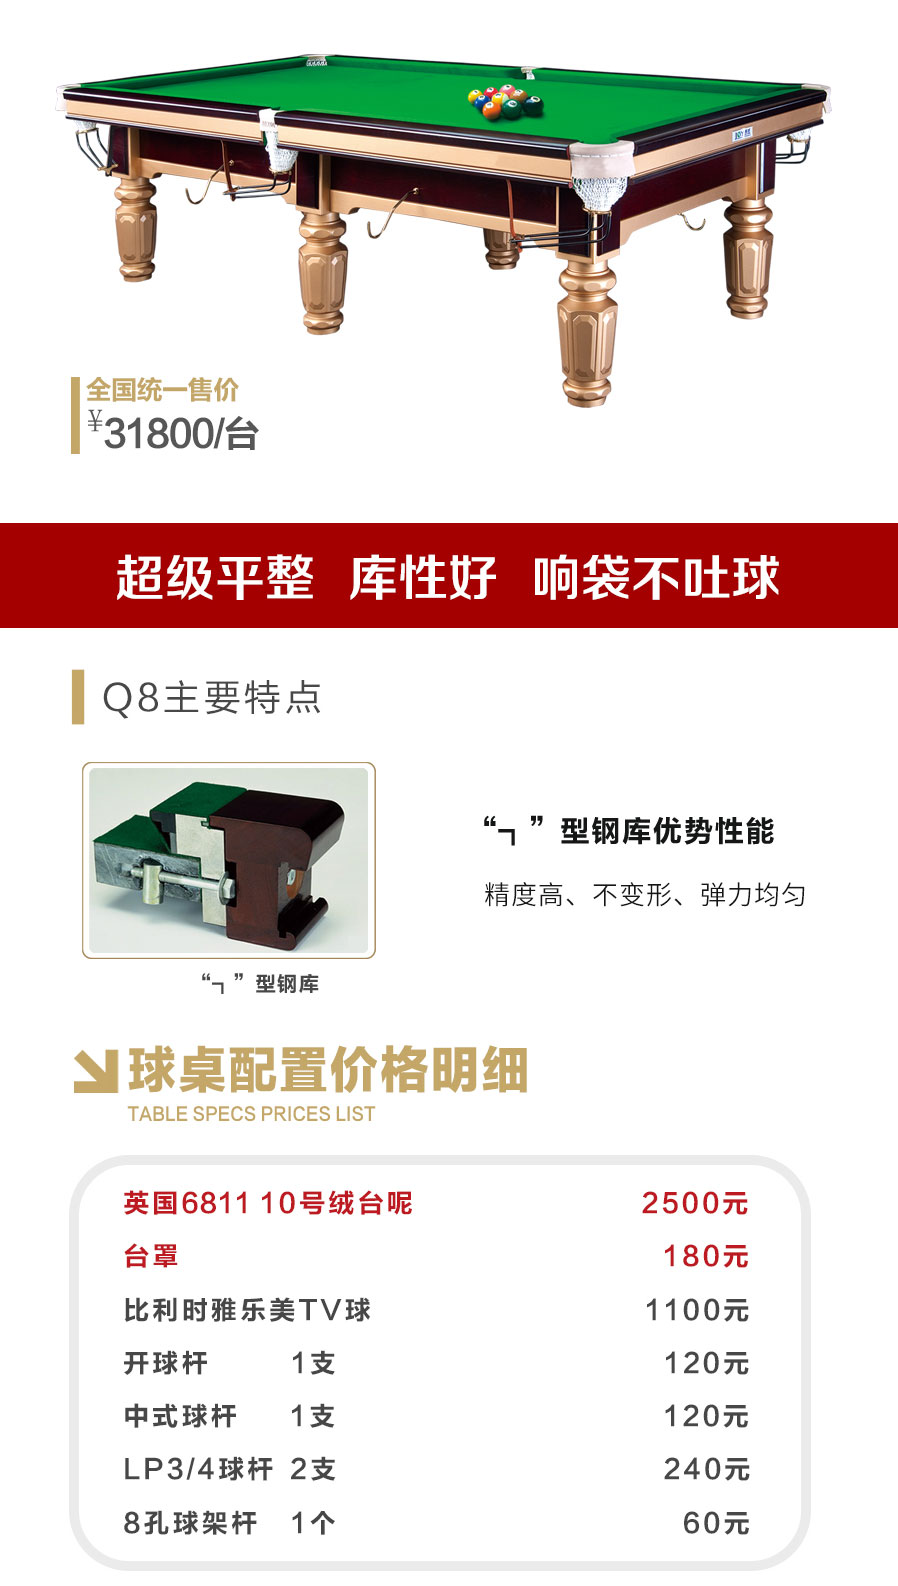 全国统一售价
¥31800/台
超级平整 库性好 响袋不吐球
Q8主要特点
“┐”型钢库优势性能
精度高、不变形、弹力均匀
“┐”型钢库
球桌配置价格明细
TABLE SPECS PRICES LIST
英国6811 10号绒台呢 2500元
台罩 180元
比利时雅乐美TV球 1100元
开球杆 1支 120元
中式球杆 1支 120元
LP3/4球杆 2支 240元
8孔球架杆 1个 60元